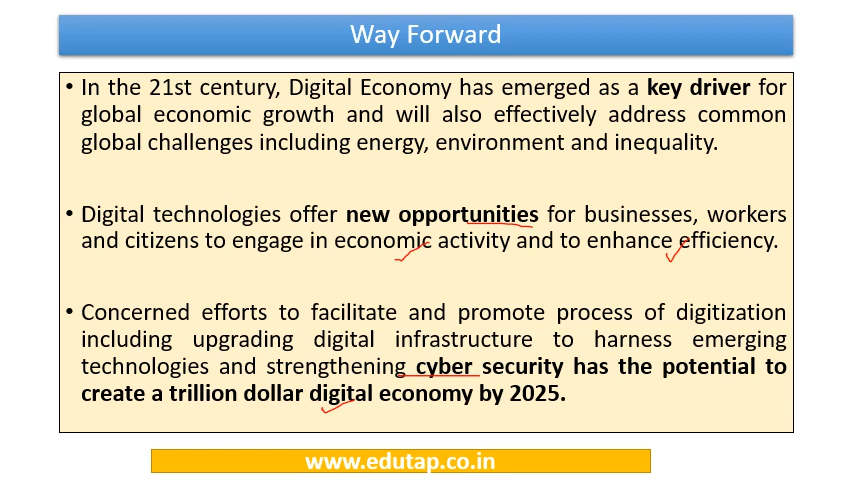 Way Forward
• In the 21st century, Digital Economy has emerged as a key driver for
global economic growth and will also effectively address common
global challenges including energy, environment and inequality.
• Digital technologies offer new opportunities for businesses, workers
and citizens to engage in economic activity and to enhance efficiency.
• Concerned efforts to facilitate and promote process of digitization
including upgrading digital infrastructure to harness emerging
technologies and strengthening cyber security has the potential to
create a trillion dollar digital economy by 2025.
www.edutap.co.in